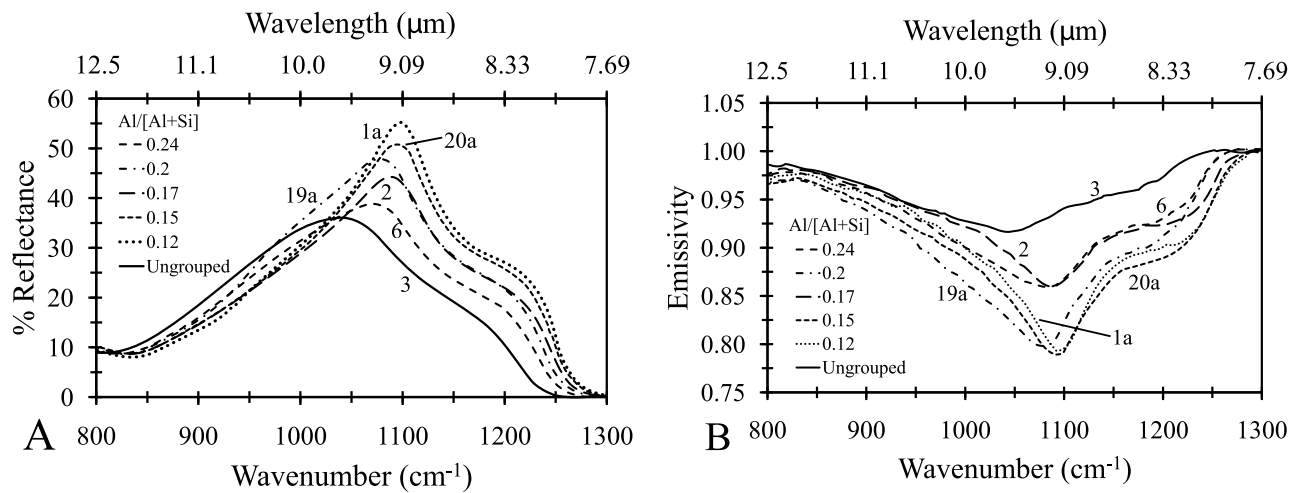 Wavelength (μm)
12.5 11.1 10.0 9.09 8.33 7.69
60
50
40
30
20
10
0
% Reflectance
Al/[Al+Si]
0.24
0.2
0.17
0.15
0.12
Ungrouped
1a
20a
19a
2
6
3
800 900 1000 1100 1200 1300
Wavenumber (cm-1)
A
Wavelength (μm)
12.5 11.1 10.0 9.09 8.33 7.69
1.05
1.00
0.95
0.90
0.85
0.80
0.75
Emissivity
3
6
2
Al/[Al+Si]
0.24
0.2
0.17
0.15
0.12
Ungrouped
19a
20a
1a
800 900 1000 1100 1200 1300
Wavenumber (cm-1)
B